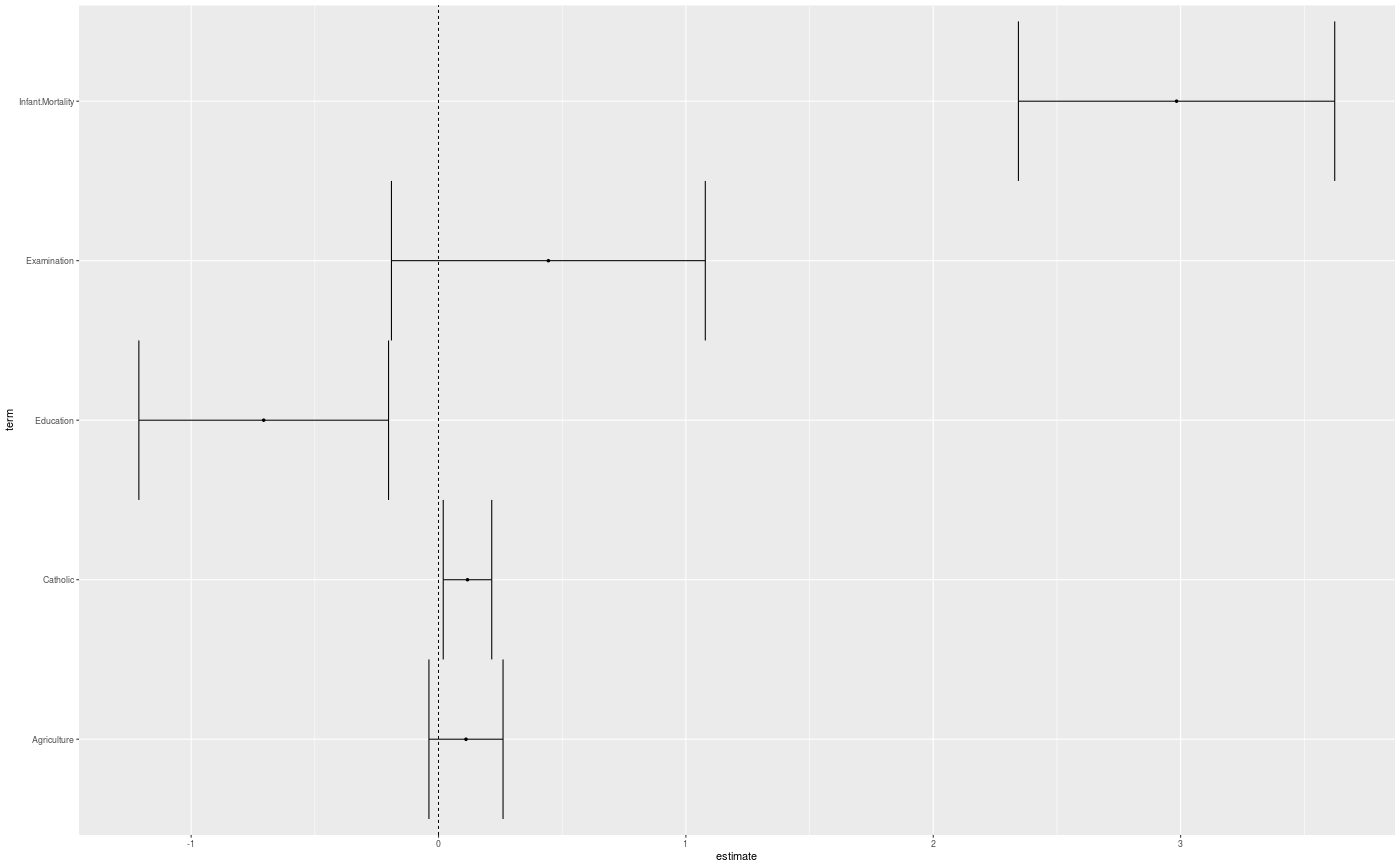 Infant.Mortality
Examination
Education
Catholic
Agriculture
term
-1 0 1 2 3
estimate